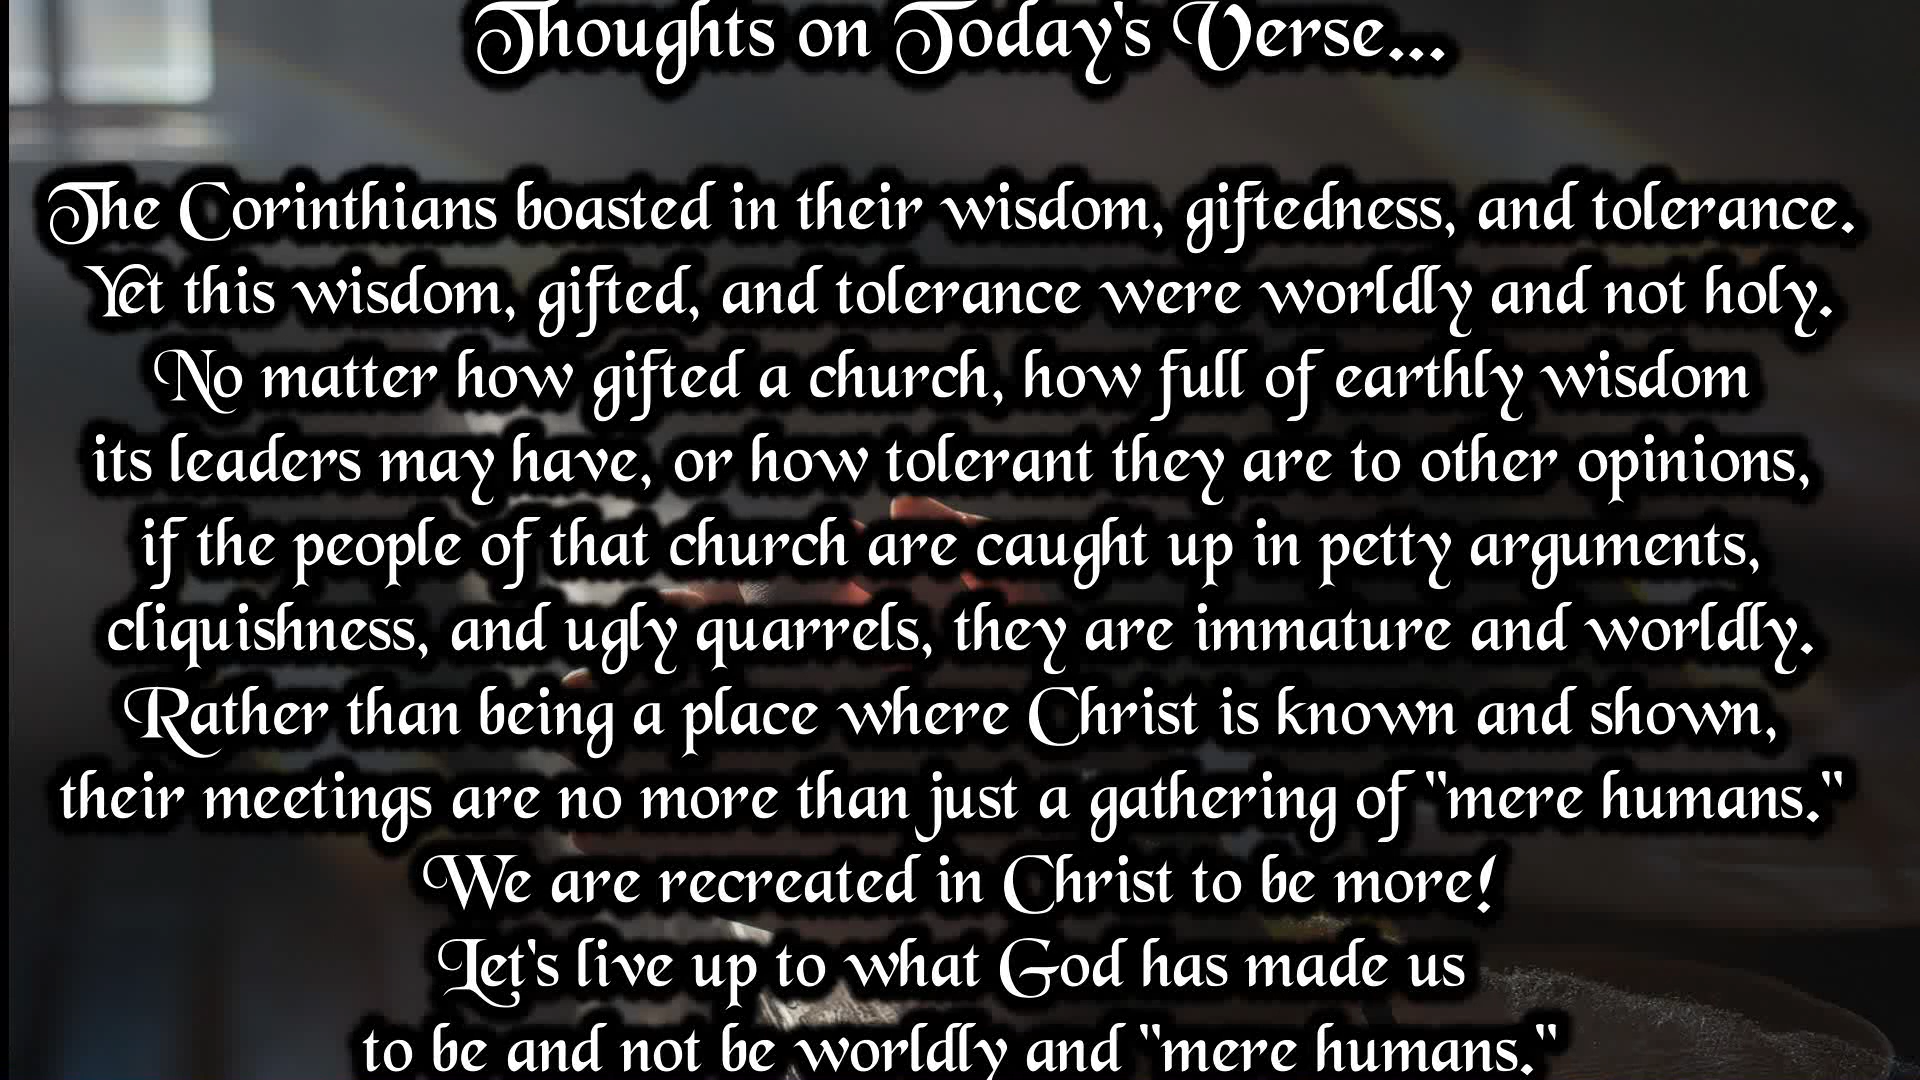 Thoughts on Today's Verse...
The Corinthians boasted in their wisdom, giftedness, and tolerance.
Yet this wisdom, gifted, and tolerance were worldly and not holy.
No matter how gifted a church, how full of earthly wisdom
its leaders may have, or how tolerant they are to other opinions,
if the people of that church are caught up in petty arguments,
cliquishness, and ugly quarrels, they are immature and worldly.
Rather than being a place where Christ is known and shown,
their meetings are no more than just a gathering of "mere humans."
We are recreated in Christ to be more!
Let's live up to what God has made us
to be and not be worldly and "mere humans."